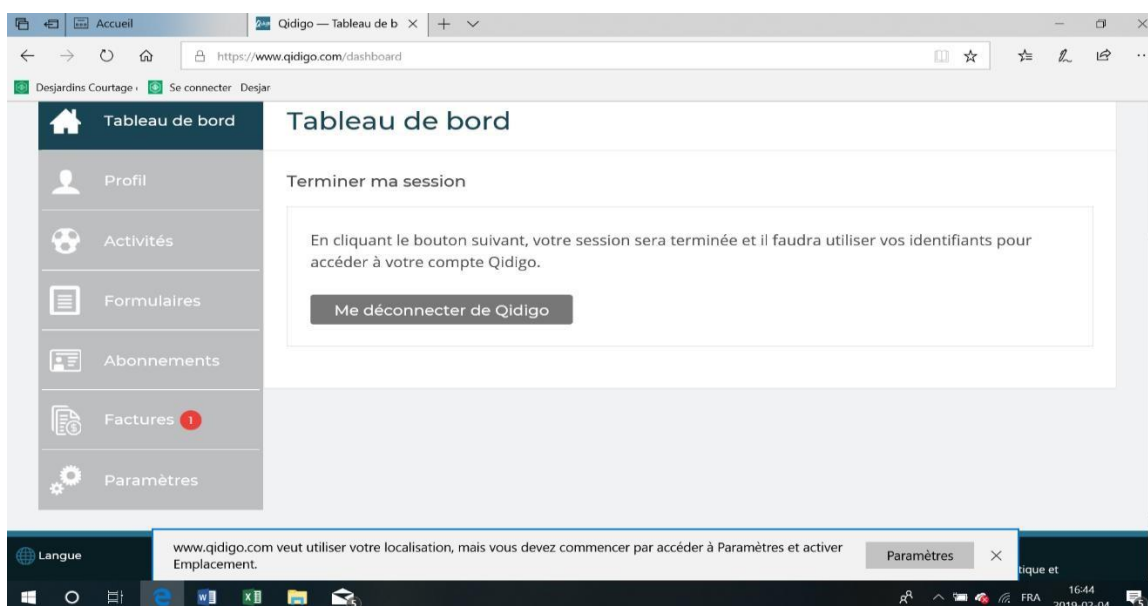 Accueil
Qidigo — Tableau de b
https://www.qidigo.com/dashboard
Desjardins Courtage
Se connecter Desjar
Tableau de bord
Tableau de bord
Profil
Terminer ma session
Activités
En cliquant le bouton suivant, votre session sera terminée et il faudra utiliser vos identifiants pour
accéder à votre compte Qidigo.
Formulaires
Me déconnecter de Qidigo
Abonnements
Factures 1
Paramètres
Langue
www.qidigo.com veut utiliser votre localisation, mais vous devez commencer par accéder à Paramètres et activer
Emplacement.
Paramètres
tique et
FRA
16:44
2019-02-04